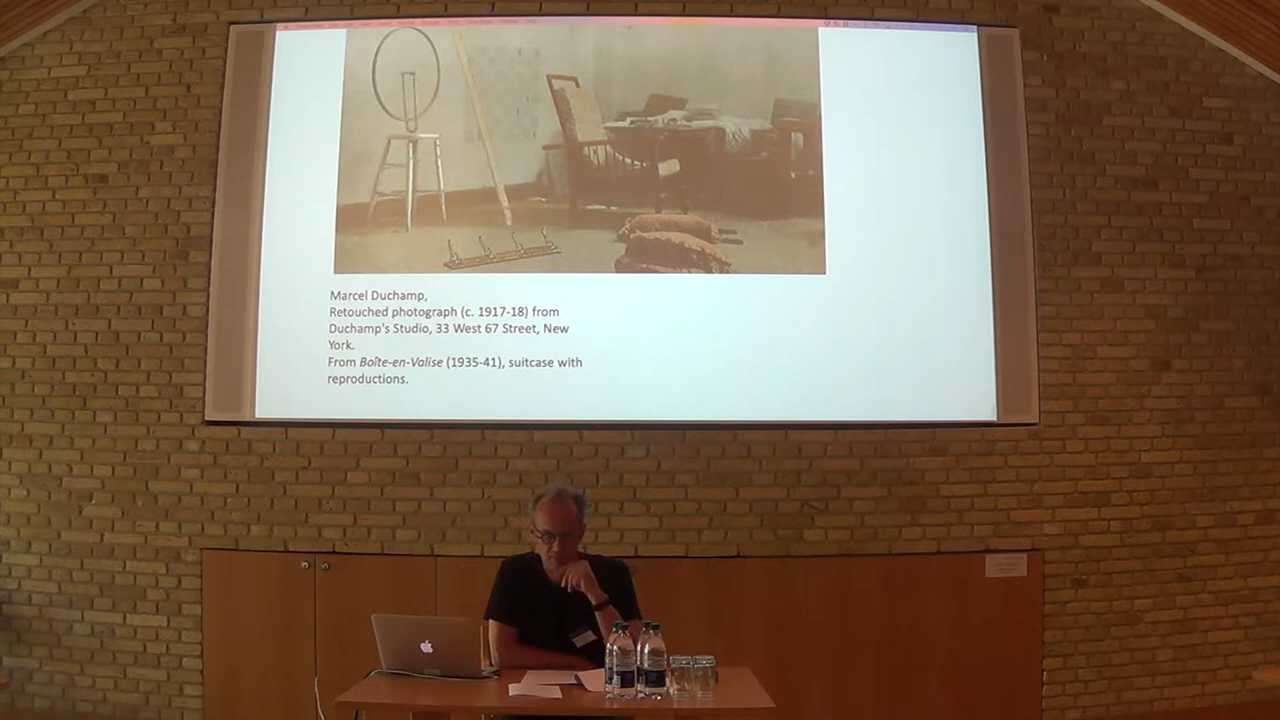 Marcel Duchamp,
Retouched photograph (c. 1917-18) from
Duchamp's Studio, 33 West 67 Street, New
York.
From Boîte-en-Valise (1935-41), suitcase with
reproductions.